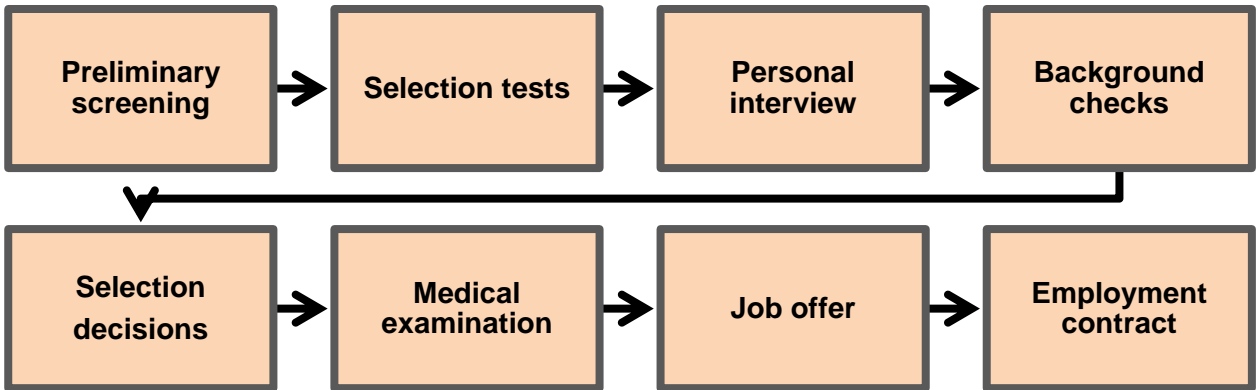 Preliminary
screening
Selection tests
Personal
interview
Background
checks
Selection
decisions
Medical
examination
Job offer
Employment
contract